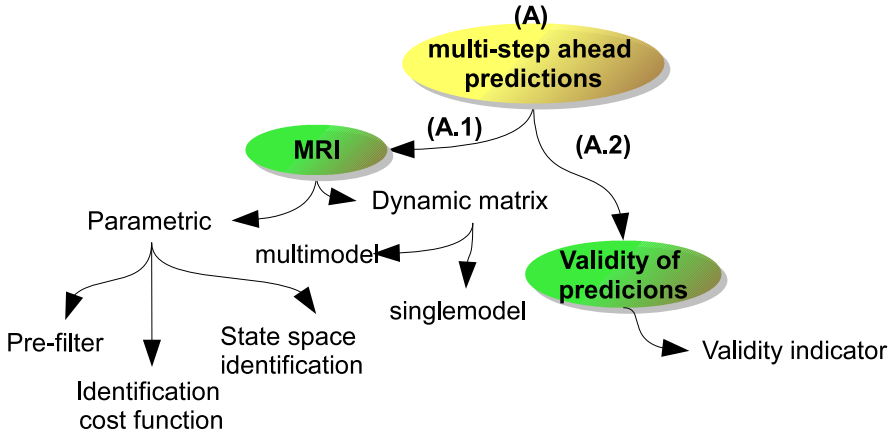 (A)
multi-step ahead
predictions
(A.1)
(A.2)
MRI
Dynamic matrix
Parametric
multimodel
Validity of
predicions
singlemodel
Pre-filter
State space
identification
Validity indicator
Identification
cost function